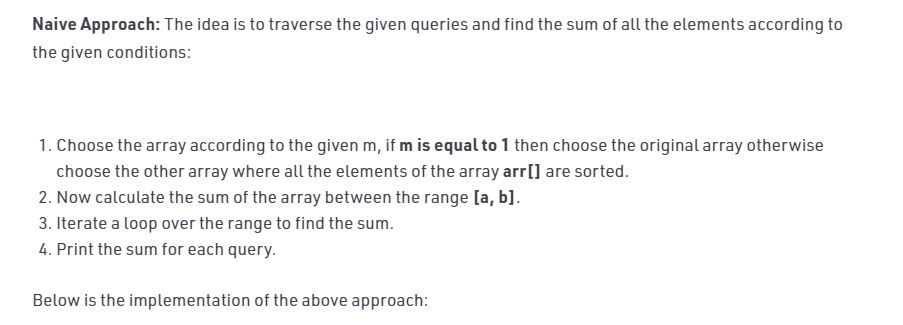 Naive Approach: The idea is to traverse the given queries and find the sum of all the elements according to
the given conditions:
1. Choose the array according to the given m, if m is equal to 1 then choose the original array otherwise
choose the other array where all the elements of the array arr[] are sorted.
2. Now calculate the sum of the array between the range [a, b].
3. Iterate a loop over the range to find the sum.
4. Print the sum for each query.
Below is the implementation of the above approach: